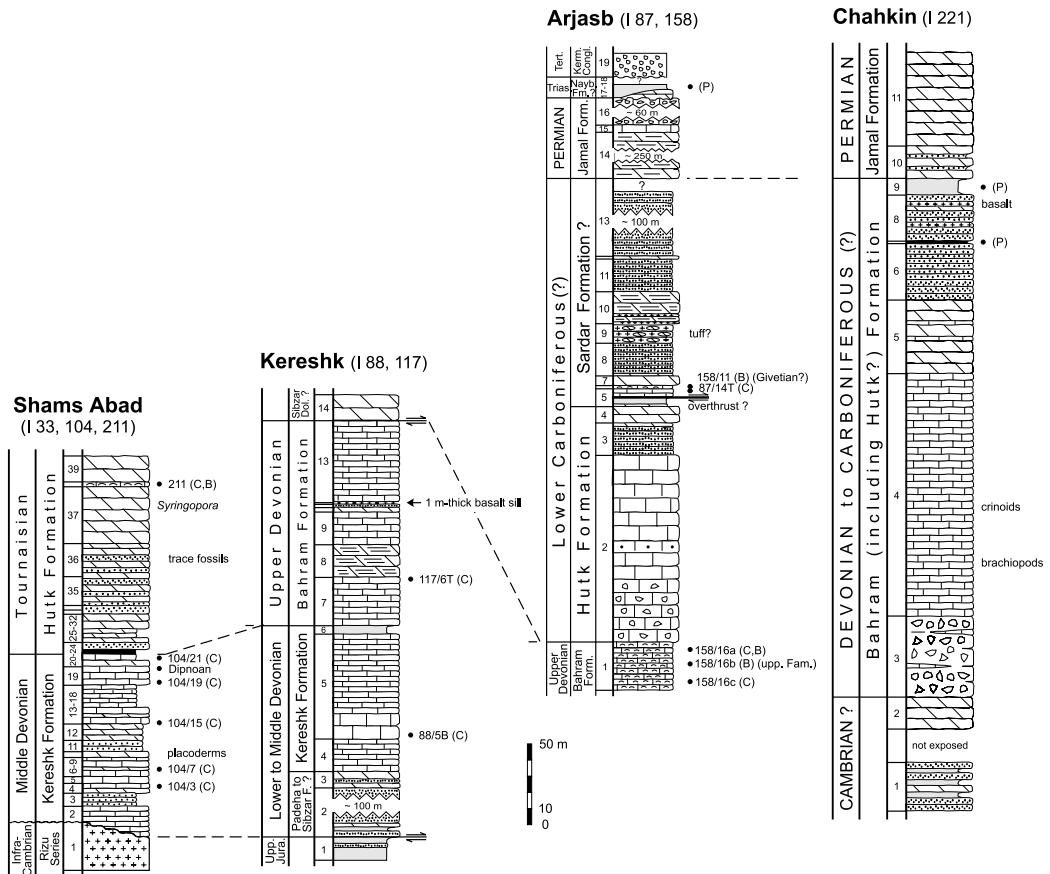 Shams Abad
(I 33, 104, 211)
Tournaisian
Hutk Formation
Middle Devonian
Kereshk Formation
Infra-
Cambrian
Rizu
Series
39
37
36
35
25-32
20-24
19
13-18
12
11
6-9
5
4
3
2
1
211 (C,B)
Syringopora
trace fossils
104/21 (C)
Dipnoan
104/19 (C)
104/15 (C)
placoderms
104/7 (C)
104/3 (C)
Kereshk (I 88, 117)
Sibzar
Dol. ?
Upper Devonian
Bahram Formation
Lower to Middle Devonian
Kereshk Formation
Padeha to
Sibzar F. ?
Upp.
Jura.
14
13
9
8
7
6
5
4
3
2
1
1 m-thick basalt sill
117/6T (C)
88/5B (C)
~ 100 m
Arjasb (I 87, 158)
Tert.
Kerm.
Congl.
Trias
Nayb.
Fm. ?
PERMIAN
Jamal Form.
Lower Carboniferous (?)
Sardar Formation ?
Hutk Formation
Upper
Devonian
Bahram
Form.
19
17-18
16
15
14
13
11
10
9
8
7
5
4
3
2
1
?
(P)
~ 60 m
~ 250 m
?
~ 100 m
tuff?
158/11 (B) (Givetian?)
87/14T (C)
overthrust ?
158/16a (C,B)
158/16b (B) (upp. Fam.)
158/16c (C)
50 m
10
0
Chahkin (I 221)
PERMIAN
Jamal Formation
DEVONIAN to CARBONIFEROUS (?)
Bahram (including Hutk?) Formation
CAMBRIAN ?
11
10
9
8
6
5
4
3
2
1
(P)
basalt
(P)
crinoids
brachiopods
not exposed